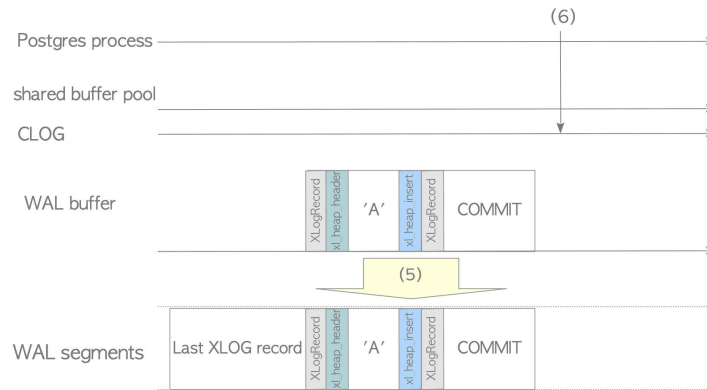 (6)
Postgres process
shared buffer pool
CLOG
WAL buffer
XLogRecord
xl_heap_header
'A'
xl_heap_insert
XLogRecord
COMMIT
(5)
WAL segments
Last XLOG record
XLogRecord
xl_heap_header
'A'
xl_heap_insert
XLogRecord
COMMIT